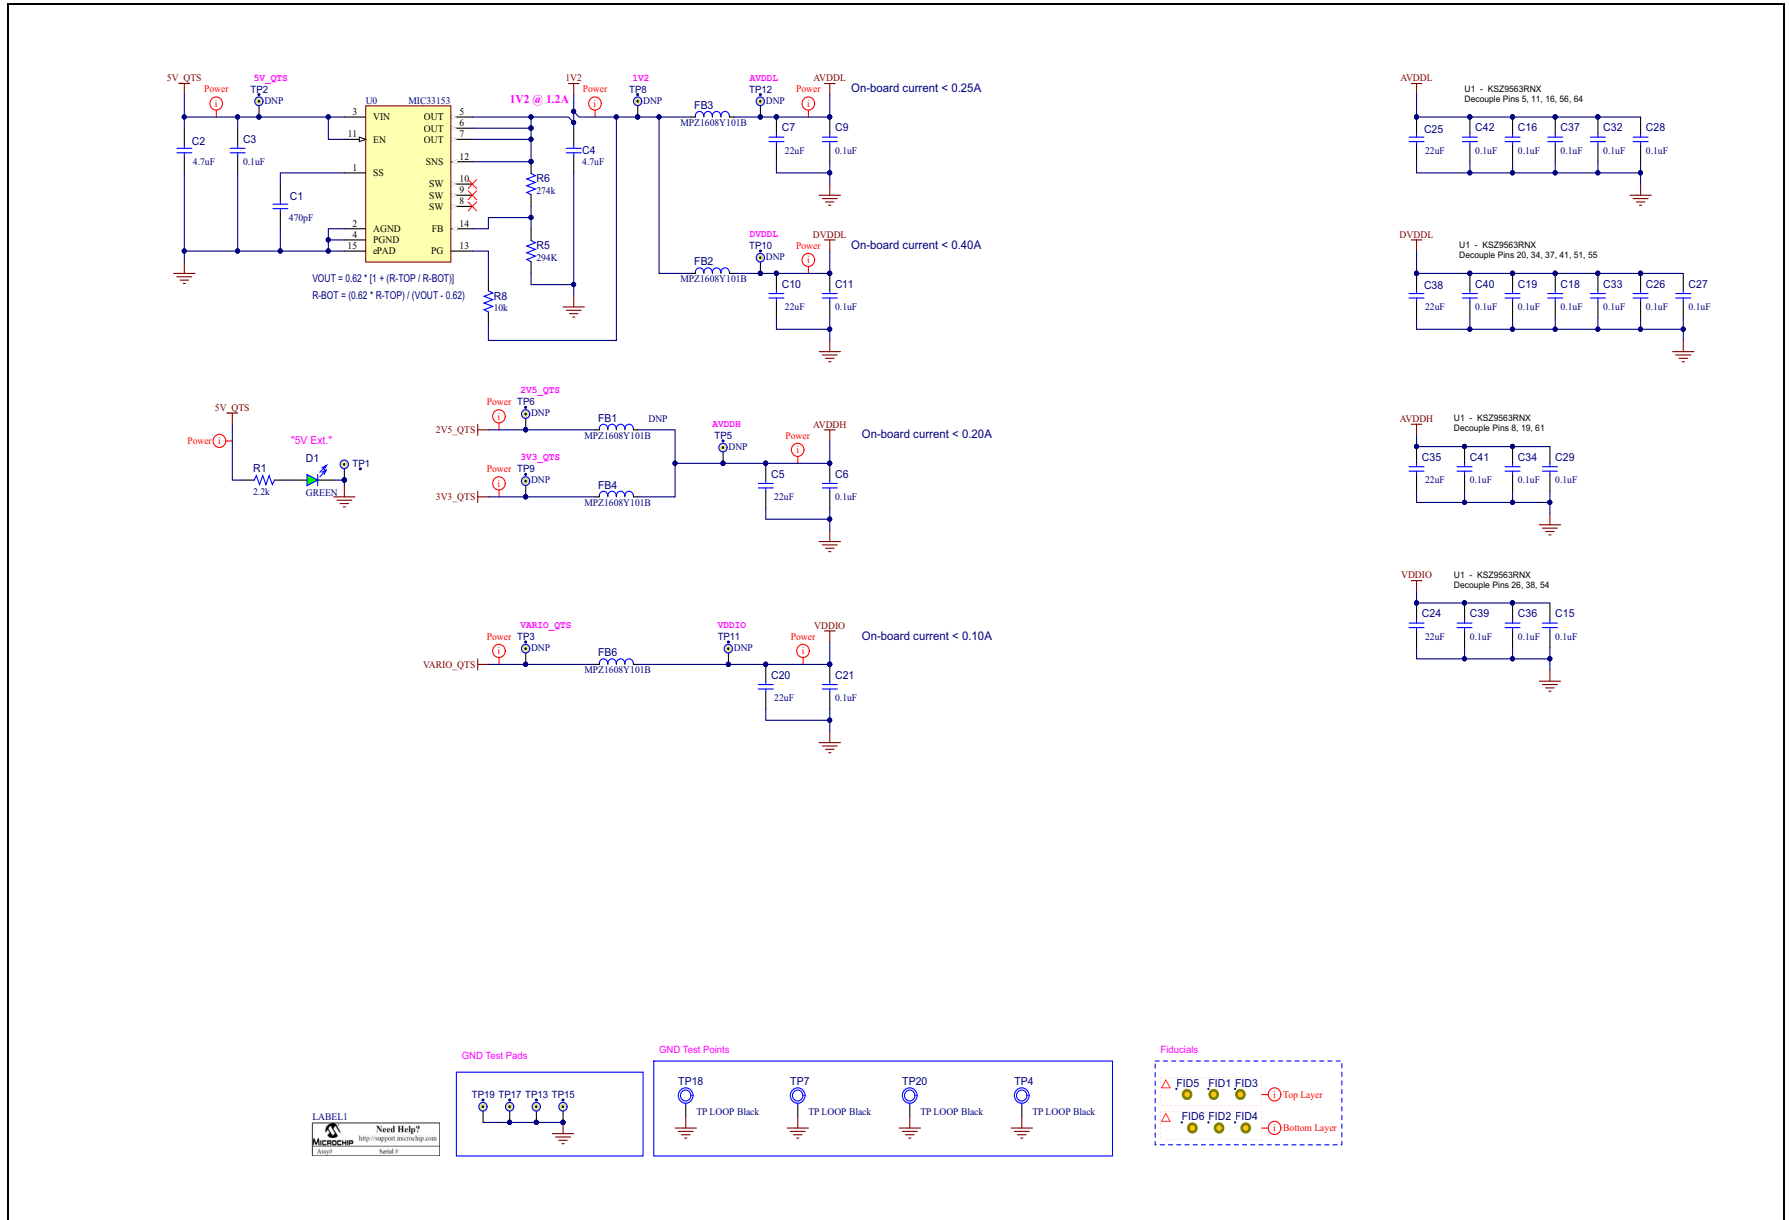 5V_QTS
5V_QTS
TP2
DNP
Power
U0
MIC33153
3
VIN
11
EN
1
SS
2
AGND
4
PGND
15
ePAD
OUT
5
OUT
6
OUT
7
SNS
12
SW
10
SW
9
SW
8
FB
14
PG
13
C2
4.7uF
C3
0.1uF
C1
470pF
VOUT = 0.62 * [1 + (R-TOP / R-BOT)]
R-BOT = (0.62 * R-TOP) / (VOUT - 0.62)
1V2 @ 1.2A
1V2
Power
C4
4.7uF
R6
274k
R5
294K
R8
10k
1V2
TP8
DNP
FB3
MPZ1608Y101B
AVDDL
TP12
DNP
Power
AVDDL
On-board current < 0.25A
C7
22uF
C9
0.1uF
FB2
MPZ1608Y101B
DVDDL
TP10
DNP
Power
DVDDL
On-board current < 0.40A
C10
22uF
C11
0.1uF
AVDDL
U1 - KSZ9563RNX
Decouple Pins 5, 11, 16, 56, 64
C25
22uF
C42
0.1uF
C16
0.1uF
C37
0.1uF
C32
0.1uF
C28
0.1uF
DVDDL
U1 - KSZ9563RNX
Decouple Pins 20, 34, 37, 41, 51, 55
C38
22uF
C40
0.1uF
C19
0.1uF
C18
0.1uF
C33
0.1uF
C26
0.1uF
C27
0.1uF
5V_QTS
Power
"5V Ext."
R1
2.2k
D1
GREEN
TP1
2V5_QTS
TP6
DNP
Power
2V5_QTS
FB1
DNP
MPZ1608Y101B
3V3_QTS
TP9
DNP
Power
3V3_QTS
FB4
MPZ1608Y101B
AVDDH
TP5
DNP
Power
AVDDH
On-board current < 0.20A
C5
22uF
C6
0.1uF
AVDDH
U1 - KSZ9563RNX
Decouple Pins 8, 19, 61
C35
22uF
C41
0.1uF
C34
0.1uF
C29
0.1uF
VARIO_QTS
TP3
DNP
Power
VARIO_QTS
FB6
MPZ1608Y101B
VDDIO
TP11
DNP
Power
VDDIO
On-board current < 0.10A
C20
22uF
C21
0.1uF
VDDIO
U1 - KSZ9563RNX
Decouple Pins 26, 38, 54
C24
22uF
C39
0.1uF
C36
0.1uF
C15
0.1uF
LABEL1
MICROCHIP
Need Help?
http://support.microchip.com
Assy#
Serial #
GND Test Pads
TP19 TP17 TP13 TP15
GND Test Points
TP18
TP LOOP Black
TP7
TP LOOP Black
TP20
TP LOOP Black
TP4
TP LOOP Black
Fiducials
FID5 FID1 FID3
Top Layer
FID6 FID2 FID4
Bottom Layer